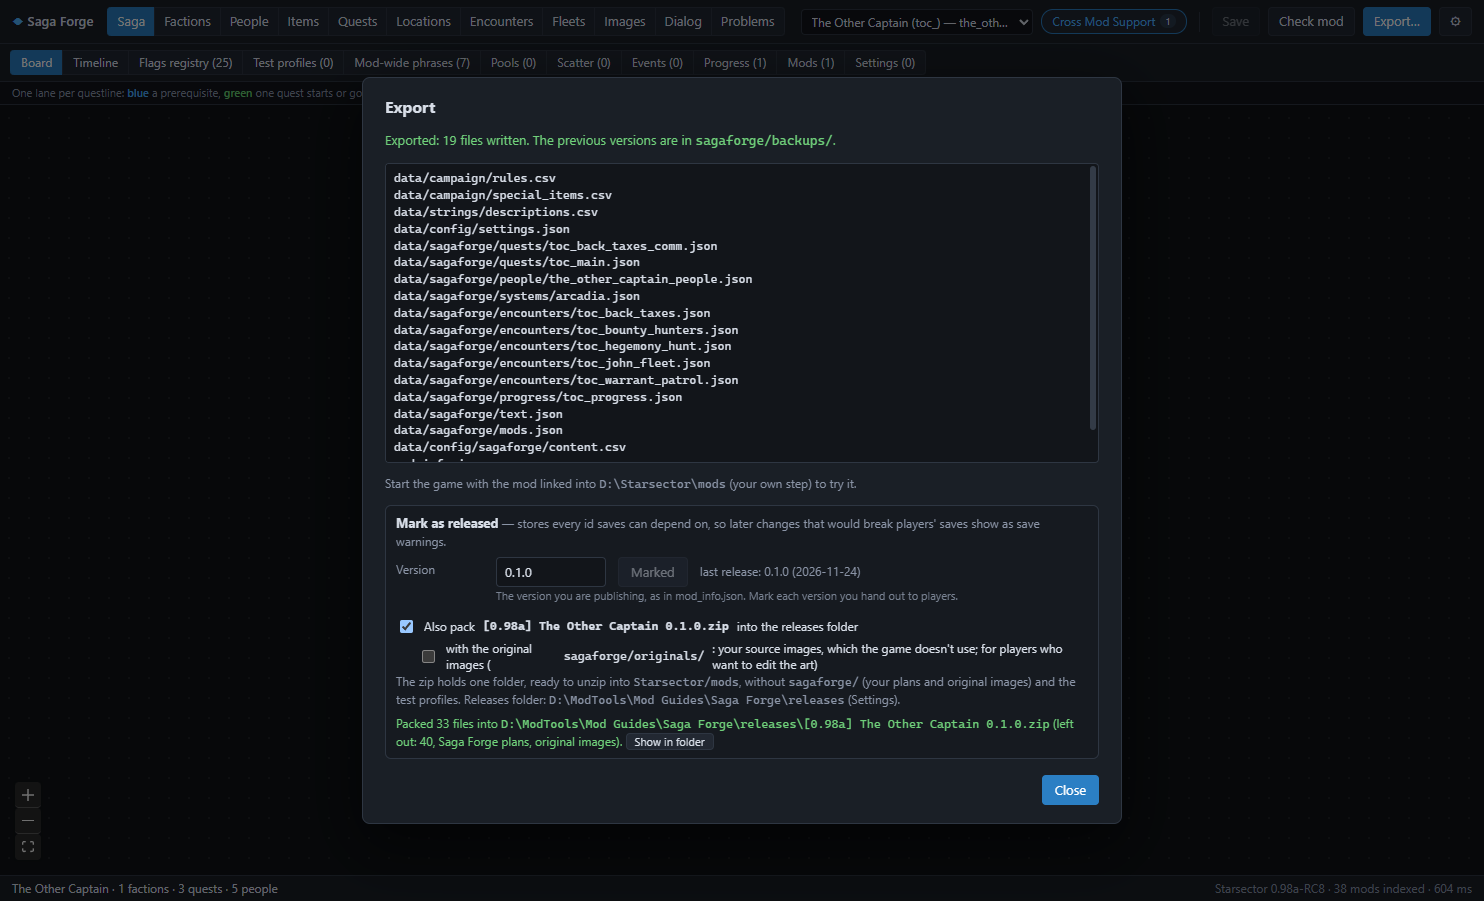 Saga Forge Saga Factions People Items Quests Locations Encounters Fleets Images Dialog Problems The Other Captain (toc_) — the_oth... Cross Mod Support 1 Save Check mod Export...
Board Timeline Flags registry (25) Test profiles (0) Mod-wide phrases (7) Pools (0) Scatter (0) Events (0) Progress (1) Mods (1) Settings (0)
One lane per questline: blue a prerequisite, green one quest starts or go
Export
Exported: 19 files written. The previous versions are in sagaforge/backups/.
data/campaign/rules.csv
data/campaign/special_items.csv
data/strings/descriptions.csv
data/config/settings.json
data/sagaforge/quests/toc_back_taxes_comm.json
data/sagaforge/quests/toc_main.json
data/sagaforge/people/the_other_captain_people.json
data/sagaforge/systems/arcadia.json
data/sagaforge/encounters/toc_back_taxes.json
data/sagaforge/encounters/toc_bounty_hunters.json
data/sagaforge/encounters/toc_hegemony_hunt.json
data/sagaforge/encounters/toc_john_fleet.json
data/sagaforge/encounters/toc_warrant_patrol.json
data/sagaforge/progress/toc_progress.json
data/sagaforge/text.json
data/sagaforge/mods.json
data/config/sagaforge/content.csv
Start the game with the mod linked into D:\Starsector\mods (your own step) to try it.
Mark as released — stores every id saves can depend on, so later changes that would break players' saves show as save
warnings.
Version 0.1.0 Marked last release: 0.1.0 (2026-11-24)
The version you are publishing, as in mod_info.json. Mark each version you hand out to players.
Also pack [0.98a] The Other Captain 0.1.0.zip into the releases folder
with the original images ( sagaforge/originals/ : your source images, which the game doesn't use; for players who want to edit the art)
The zip holds one folder, ready to unzip into Starsector/mods, without sagaforge/ (your plans and original images) and the
test profiles. Releases folder: D:\ModTools\Mod Guides\Saga Forge\releases (Settings).
Packed 33 files into D:\ModTools\Mod Guides\Saga Forge\releases\[0.98a] The Other Captain 0.1.0.zip (left
out: 40, Saga Forge plans, original images). Show in folder
Close
The Other Captain · 1 factions · 3 quests · 5 people Starsector 0.98a-RC8 · 38 mods indexed · 604 ms